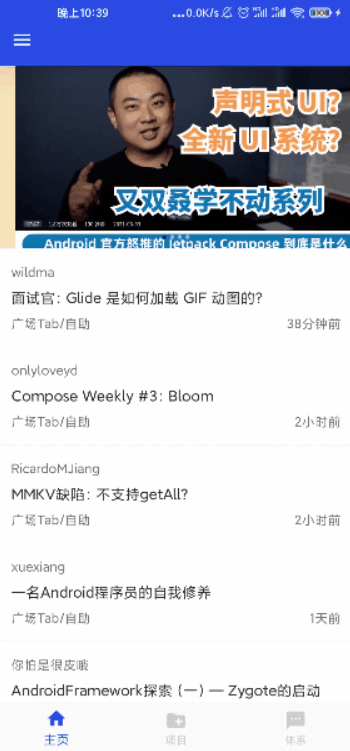 晚上10:39
...0.0K/s
声明式 UI?
全新 UI 系统?
又双叒学不动系列
Android 官方怒推的 Jetpack Compose 到底是什么
wildma
面试官: Glide 是如何加载 GIF 动图的?
广场Tab/自助
38分钟前
onlyloveyd
Compose Weekly #3: Bloom
广场Tab/自助
2小时前
RicardoMJiang
MMKV缺陷: 不支持getAll?
广场Tab/自助
2小时前
xuexiang
一名Android程序员的自我修养
广场Tab/自助
1天前
你怕是很皮哦
AndroidFramework探索 (一) — Zygote的启动
主页
项目
体系